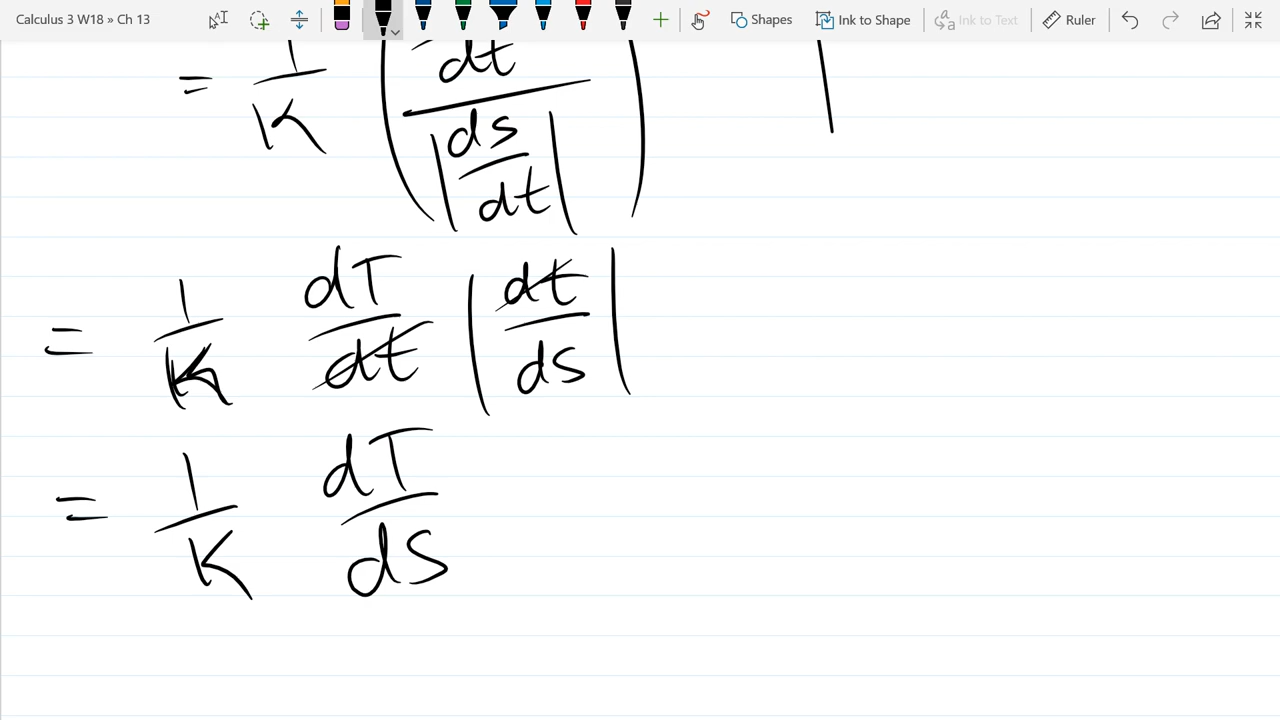 Calculus 3 W18 » Ch 13 Shapes Ink to Shape Ink to Text Ruler
= 1/K ( dt / |ds/dt| )
= 1/K dT/dt |dt/ds|
= 1/K dT/ds